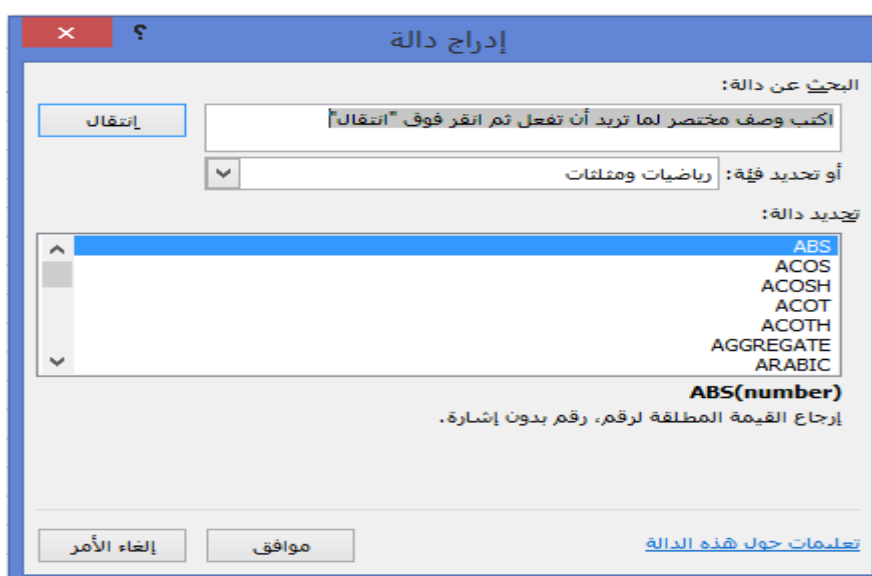 إدراج دالة ؟
البحث عن دالة:
اكتب وصف مختصر لما تريد أن تفعل ثم انقر فوق "انتقال" إنتقال
أو تحديد فئة: رياضيات ومثلثات
تحديد دالة:
ABS
ACOS
ACOSH
ACOT
ACOTH
AGGREGATE
ARABIC
ABS(number)
إرجاع القيمة المطلقة لرقم، رقم بدون إشارة.
تعليمات حول هذه الدالة موافق إلغاء الأمر